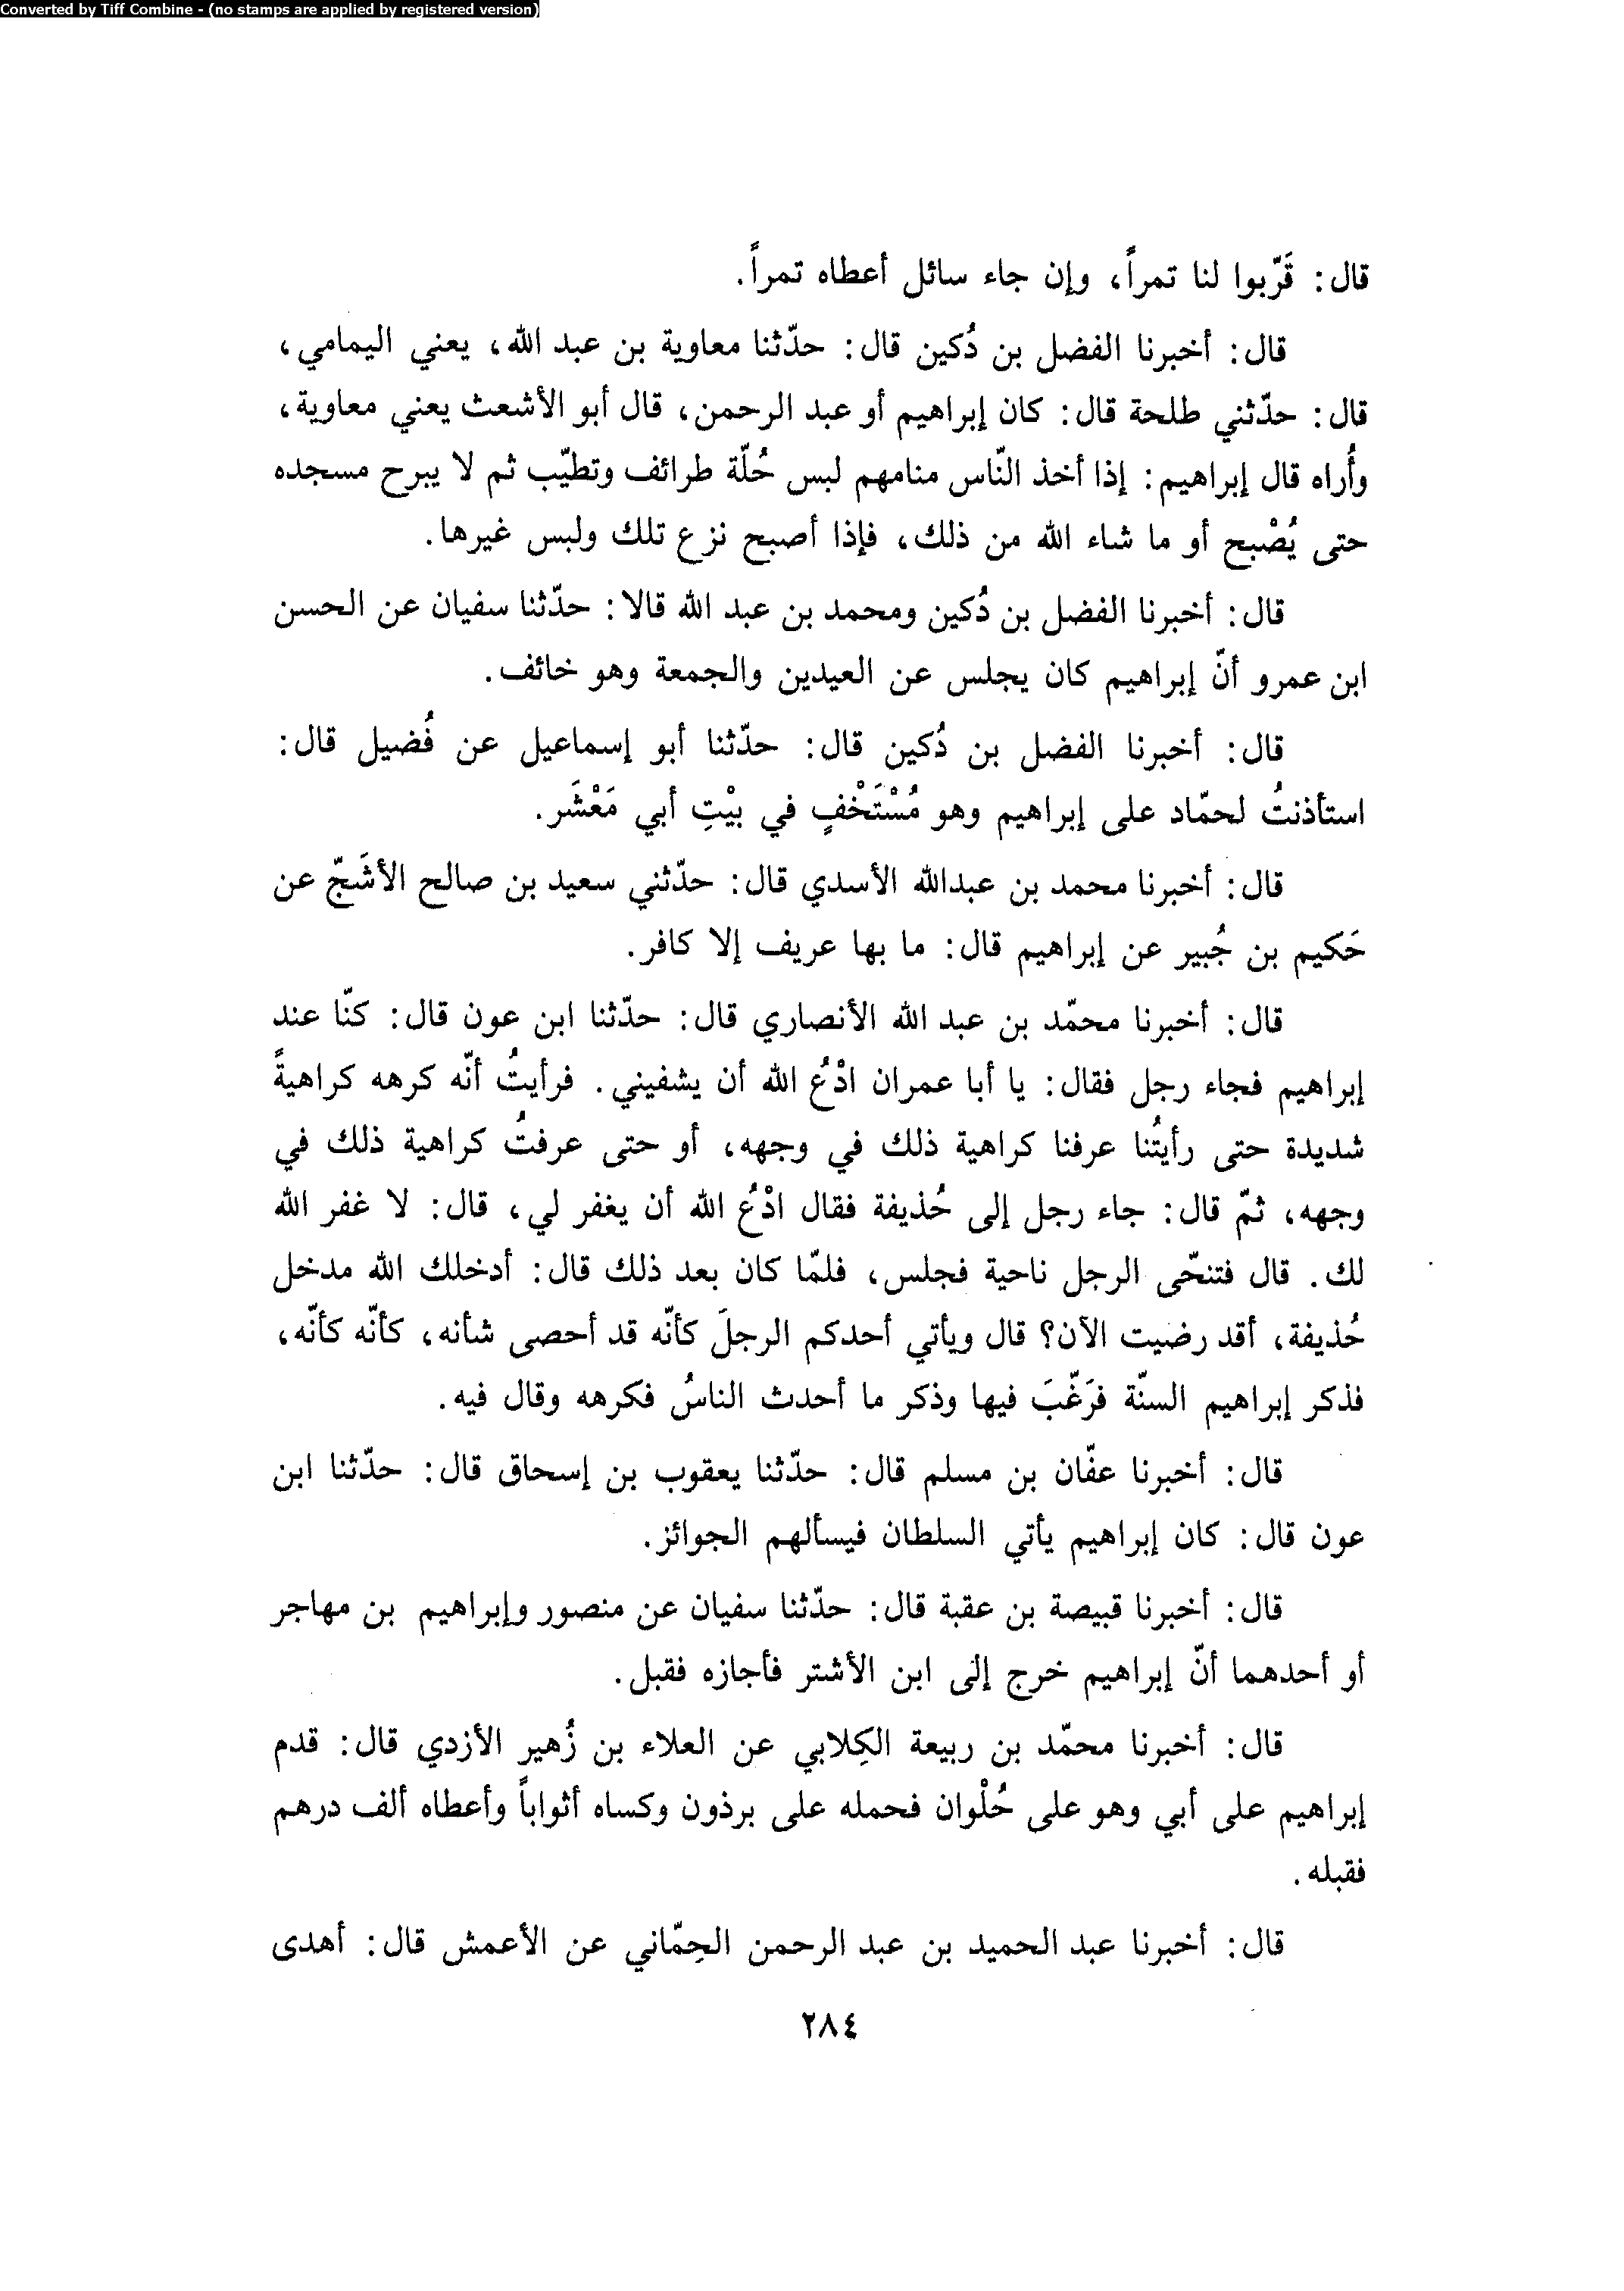 Converted by Tiff Combine - (no stamps are applied by registered version)
قال: قَرّبوا لنا تمراً، وإن جاء سائل أعطاه تمراً.
قال: أخبرنا الفضل بن دُكين قال: حدّثنا معاوية بن عبد الله، يعني اليمامي،
قال: حدّثني طلحة قال: كان إبراهيم أو عبد الرحمن، قال أبو الأشعث يعني معاوية،
وأُراه قال إبراهيم: إذا أخذ النّاس منامهم لبس حُلّة طرائف وتطيّب ثم لا يبرح مسجده
حتى يُصْبح أو ما شاء الله من ذلك، فإذا أصبح نزع تلك ولبس غيرها.
قال: أخبرنا الفضل بن دُكين ومحمد بن عبد الله قالا: حدّثنا سفيان عن الحسن
ابن عمرو أنّ إبراهيم كان يجلس عن العيدين والجمعة وهو خائف.
قال: أخبرنا الفضل بن دُكين قال: حدّثنا أبو إسماعيل عن فُضيل قال:
استأذنتُ لحمّاد على إبراهيم وهو مُسْتَخْفٍ في بيْتِ أبي مَعْشَر.
قال: أخبرنا محمد بن عبدالله الأسدي قال: حدّثني سعيد بن صالح الأشَجّ عن
حَكيم بن جُبير عن إبراهيم قال: ما بها عريف إلا كافر.
قال: أخبرنا محمّد بن عبد الله الأنصاري قال: حدّثنا ابن عون قال: كنّا عند
إبراهيم فجاء رجل فقال: يا أبا عمران ادْعُ الله أن يشفيني. فرأيتُ أنّه كرهه كراهيةً
شديدة حتى رأيتُنا عرفنا كراهية ذلك في وجهه، أو حتى عرفتُ كراهية ذلك في
وجهه، ثمّ قال: جاء رجل إلى حُذيفة فقال ادْعُ الله أن يغفر لي، قال: لا غفر الله
لك. قال فتنحّى الرجل ناحية فجلس، فلمّا كان بعد ذلك قال: أدخلك الله مدخل
حُذيفة، أقد رضيت الآن؟ قال ويأتي أحدكم الرجلَ كأنّه قد أحصى شأنه، كأنّه كأنّه،
فذكر إبراهيم السنّة فرَغّبَ فيها وذكر ما أحدث الناسُ فكرهه وقال فيه.
قال: أخبرنا عفّان بن مسلم قال: حدّثنا يعقوب بن إسحاق قال: حدّثنا ابن
عون قال: كان إبراهيم يأتي السلطان فيسألهم الجوائز.
قال: أخبرنا قبيصة بن عقبة قال: حدّثنا سفيان عن منصور وإبراهيم بن مهاجر
أو أحدهما أنّ إبراهيم خرج إلى ابن الأشتر فأجازه فقبل.
قال: أخبرنا محمّد بن ربيعة الكِلابي عن العلاء بن زُهير الأزدي قال: قدم
إبراهيم على أبي وهو على حُلْوان فحمله على برذون وكساه أثواباً وأعطاه ألف درهم
فقبله.
قال: أخبرنا عبد الحميد بن عبد الرحمن الحِمّاني عن الأعمش قال: أهدى
٢٨٤